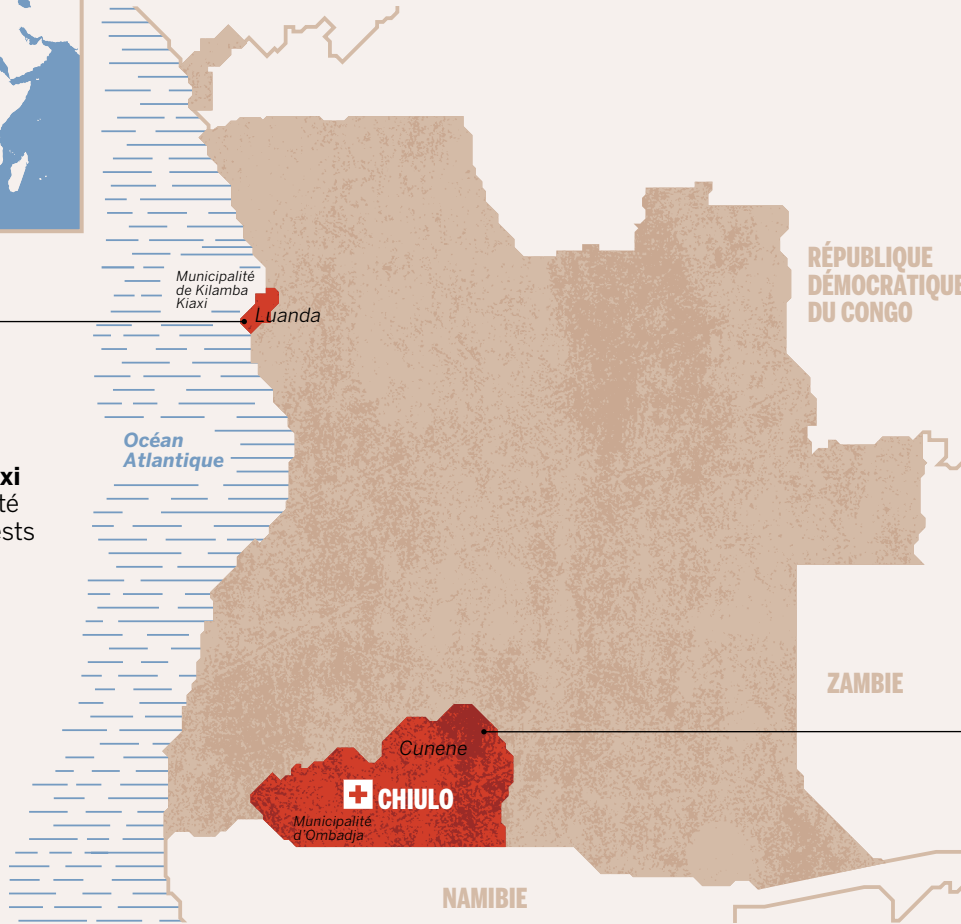 RÉPUBLIQUE
DÉMOCRATIQUE
DU CONGO
Municipalité
de Kilamba
Kiaxi
Luanda
Océan
Atlantique
xi
té
ests
ZAMBIE
Cunene
CHIULO
Municipalité
d'Ombadja
NAMIBIE